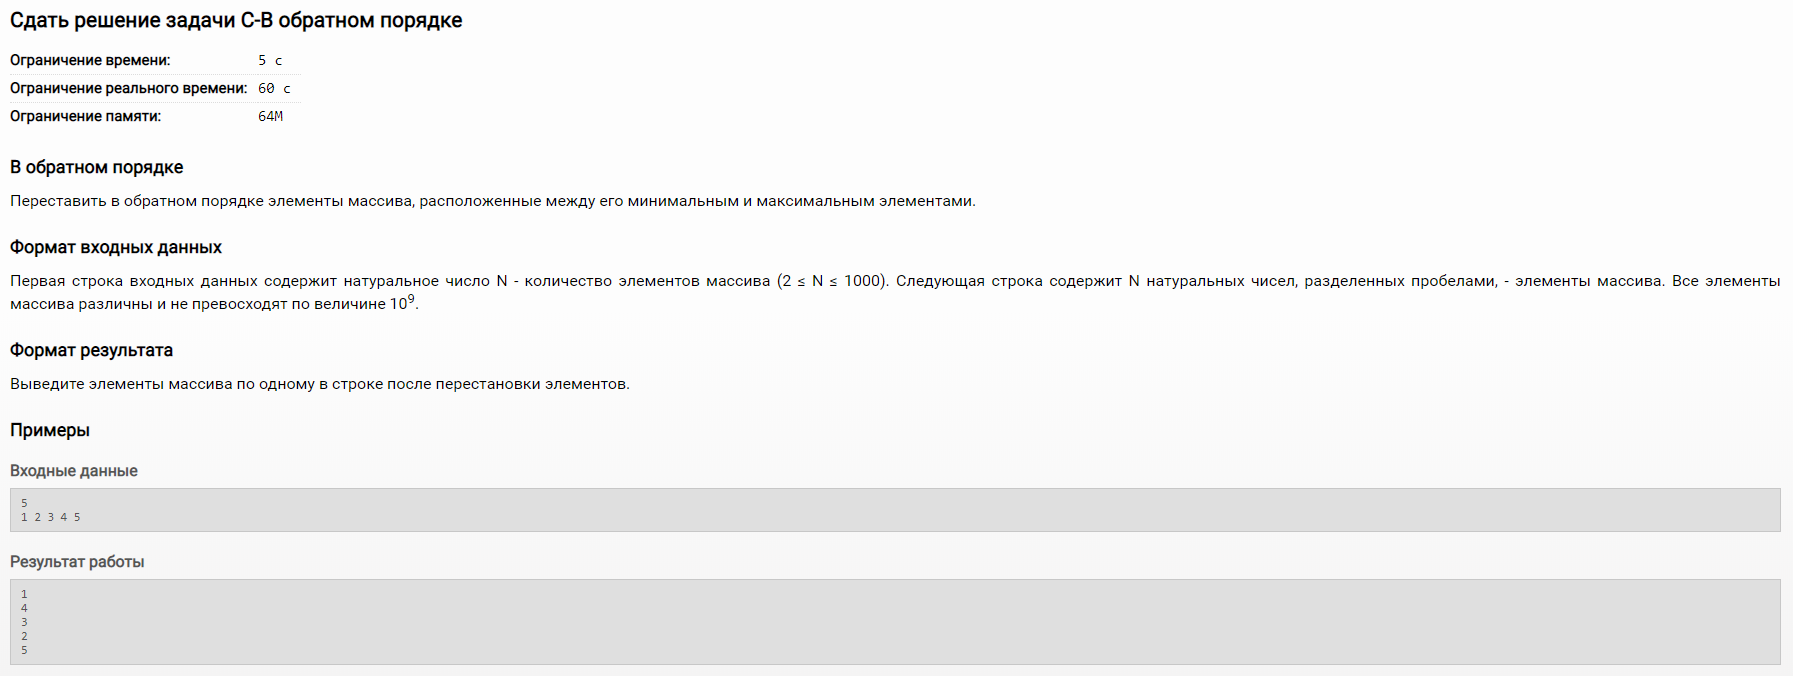 Сдать решение задачи C-В обратном порядке
Ограничение времени: 5 с
Ограничение реального времени: 60 с
Ограничение памяти: 64M
В обратном порядке
Переставить в обратном порядке элементы массива, расположенные между его минимальным и максимальным элементами.
Формат входных данных
Первая строка входных данных содержит натуральное число N - количество элементов массива (2 ≤ N ≤ 1000). Следующая строка содержит N натуральных чисел, разделенных пробелами, - элементы массива. Все элементы
массива различны и не превосходят по величине 10⁹.
Формат результата
Выведите элементы массива по одному в строке после перестановки элементов.
Примеры
Входные данные
5
1 2 3 4 5
Результат работы
1
4
3
2
5